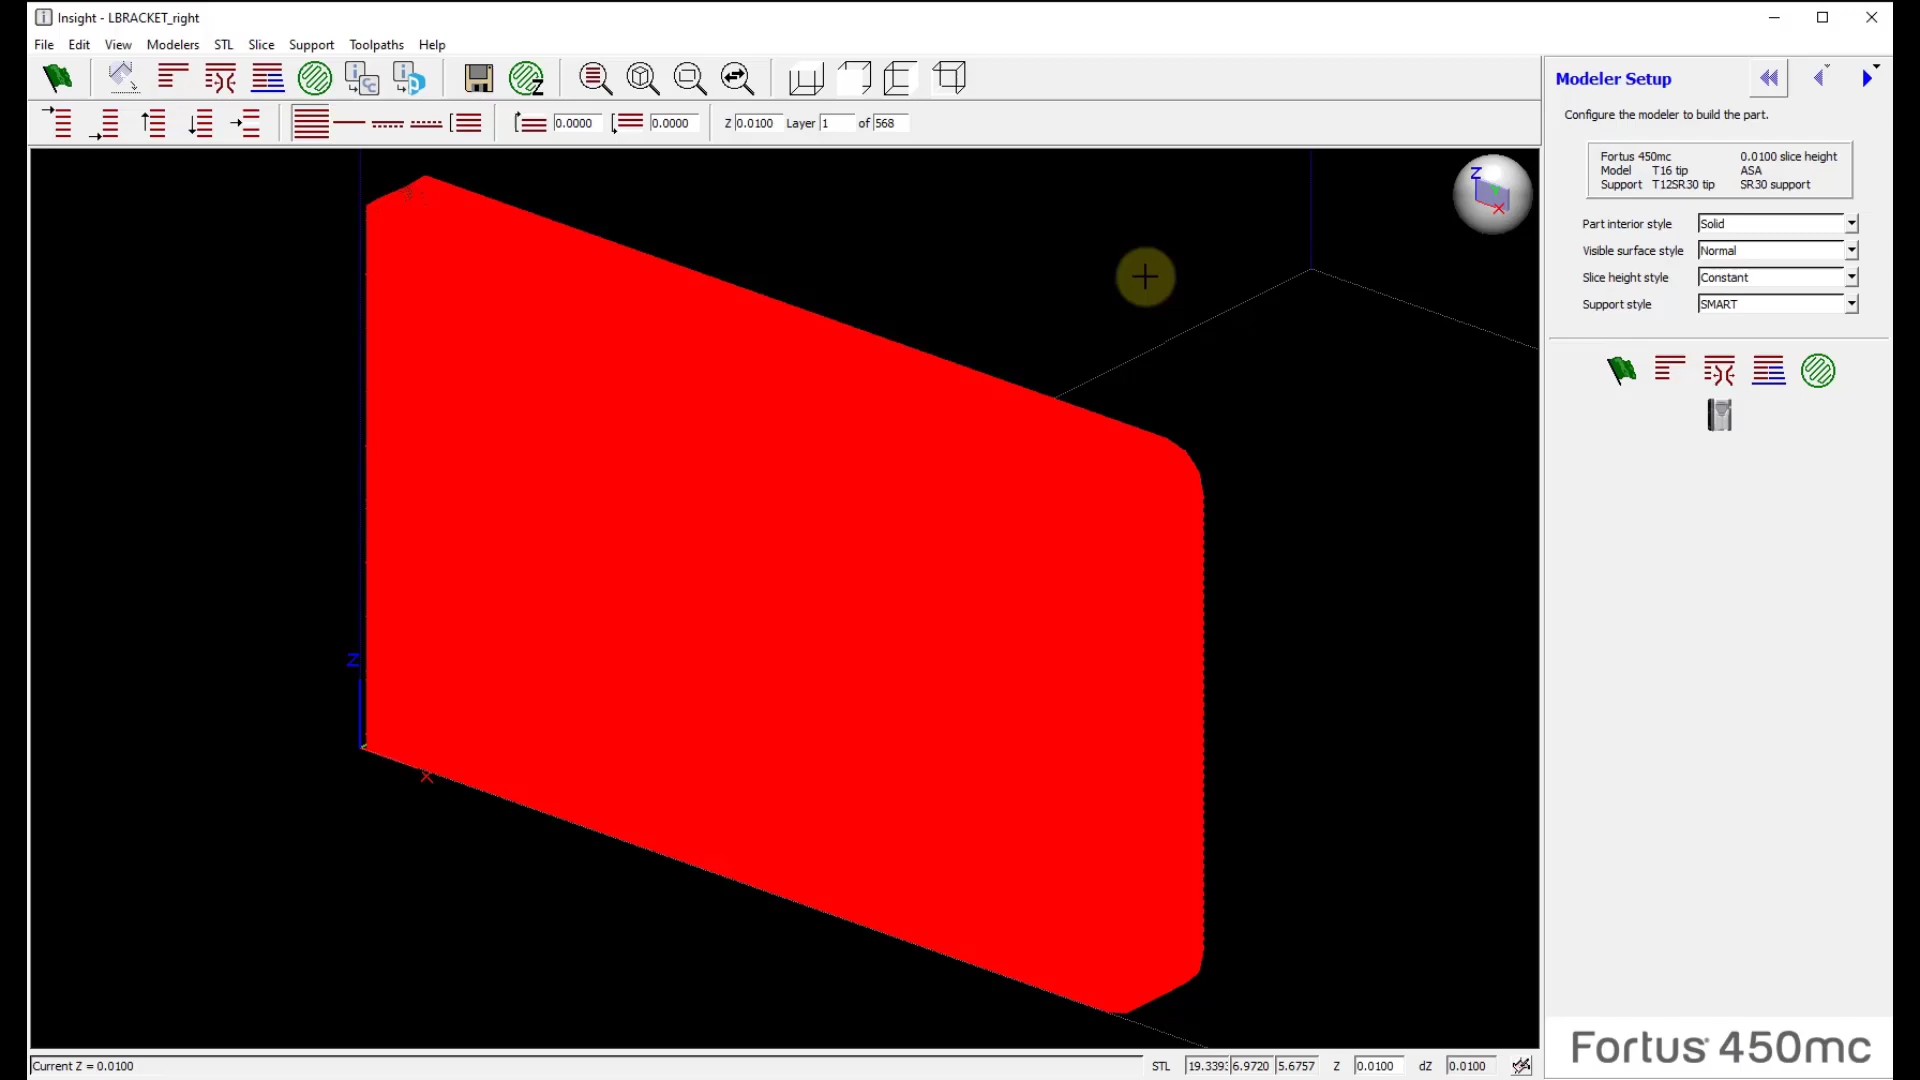 Insight - LBRACKET_right
File Edit View Modelers STL Slice Support Toolpaths Help
0.0000 0.0000 Z 0.0100 Layer 1 of 568
Modeler Setup
Configure the modeler to build the part.
Fortus 450mc 0.0100 slice height
Model T16 tip ASA
Support T12SR30 tip SR30 support
Part interior style Solid
Visible surface style Normal
Slice height style Constant
Support style SMART
Z
Y
X
Z
X
Current Z = 0.0100 STL 19.339 6.9720 5.6757 Z 0.0100 dZ 0.0100
Fortus 450mc